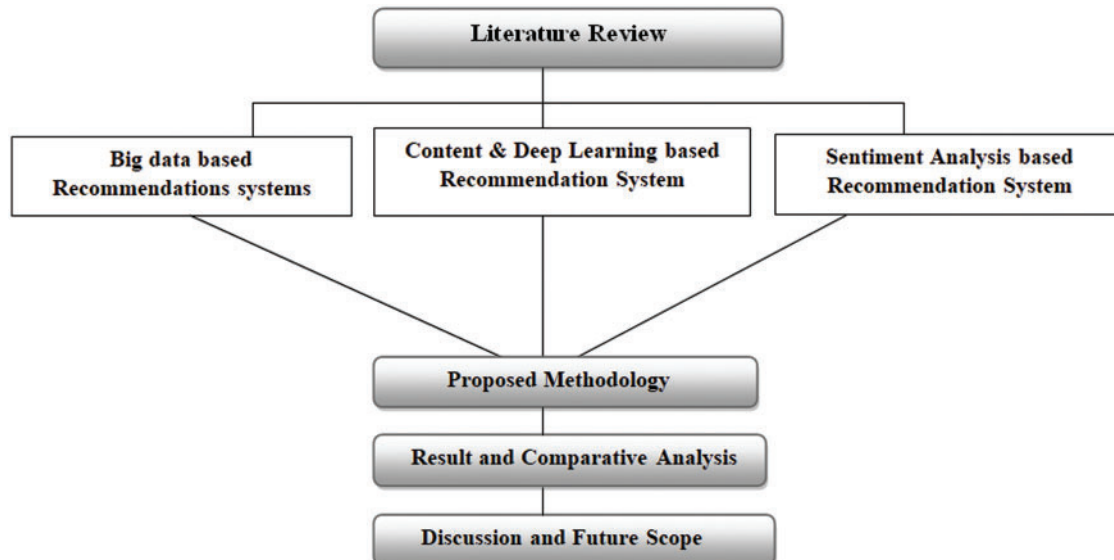 Literature Review
Big data based
Recommendations systems
Content & Deep Learning based
Recommendation System
Sentiment Analysis based
Recommendation System
Proposed Methodology
Result and Comparative Analysis
Discussion and Future Scope